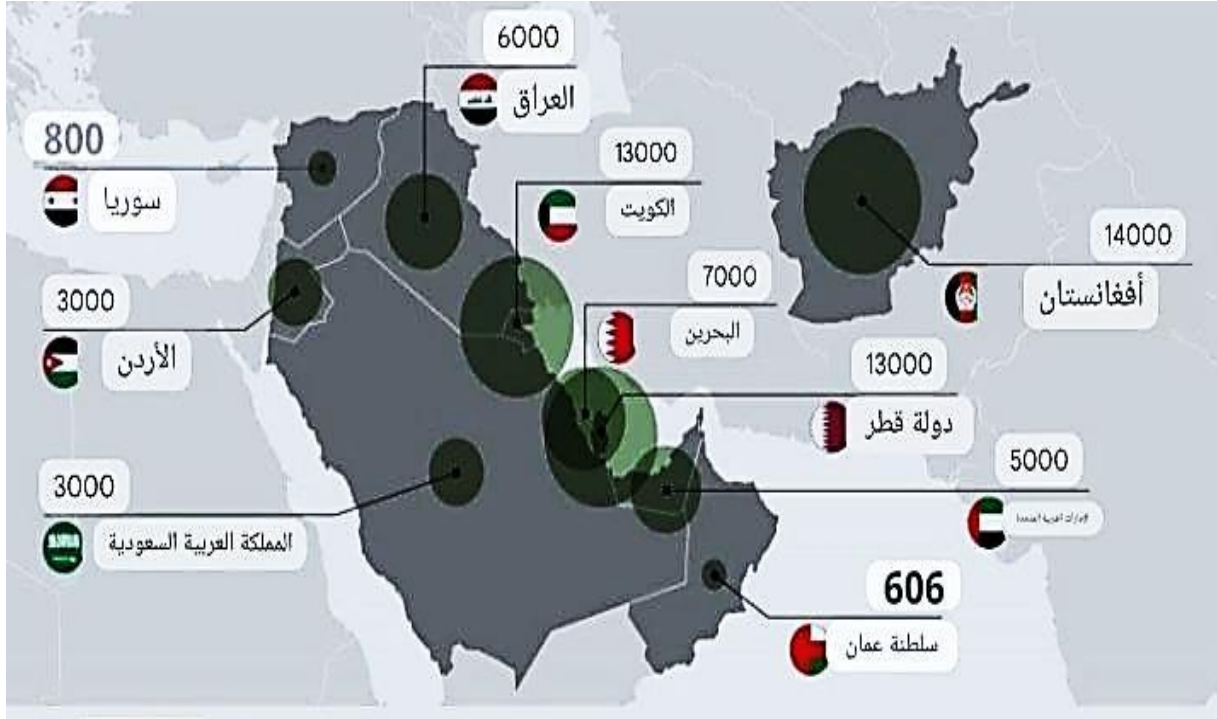 6000
العراق
800
سوريا
13000
الكويت
14000
أفغانستان
7000
البحرين
3000
الأردن
13000
دولة قطر
5000
3000
المملكة العربية السعودية
606
سلطنة عمان